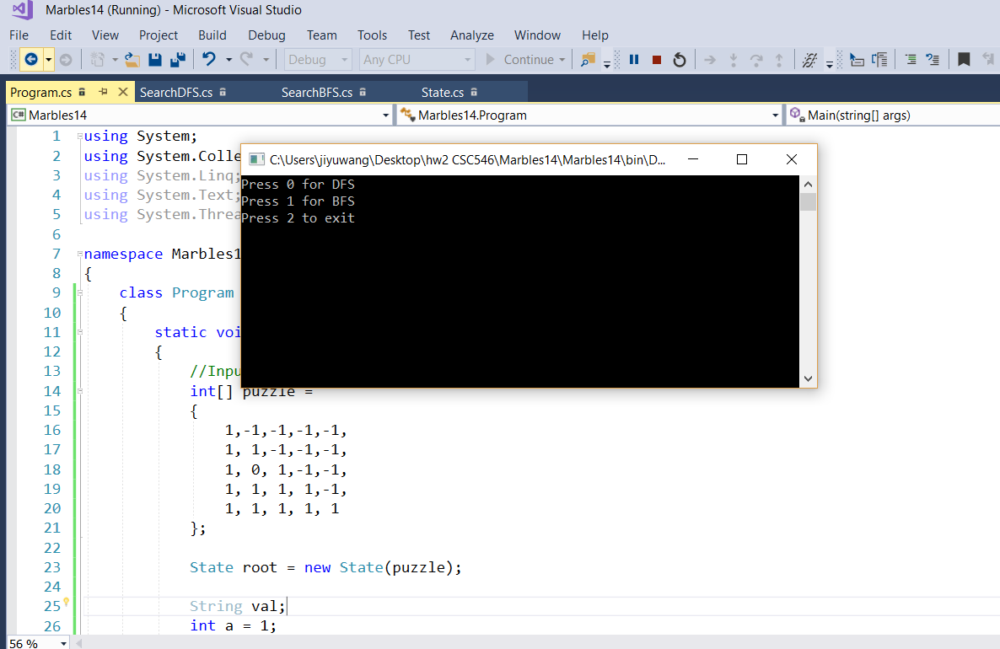 Marbles14 (Running) - Microsoft Visual Studio
File Edit View Project Build Debug Team Tools Test Analyze Window Help
Debug Any CPU Continue
Program.cs SearchDFS.cs SearchBFS.cs State.cs
C# Marbles14 Marbles14.Program Main(string[] args)
1 using System;
2 using System.Colle
3 using System.Linq;
4 using System.Text;
5 using System.Threa
6
7 namespace Marbles1
8 {
9 class Program
10 {
11 static voi
12 {
13 //Inpu
14 int[] puzzle =
15 {
16 1,-1,-1,-1,-1,
17 1, 1,-1,-1,-1,
18 1, 0, 1,-1,-1,
19 1, 1, 1, 1,-1,
20 1, 1, 1, 1, 1
21 };
22
23 State root = new State(puzzle);
24
25 String val;
26 int a = 1;
56 %
C:\Users\jiyuwang\Desktop\hw2 CSC546\Marbles14\Marbles14\bin\D...
Press 0 for DFS
Press 1 for BFS
Press 2 to exit